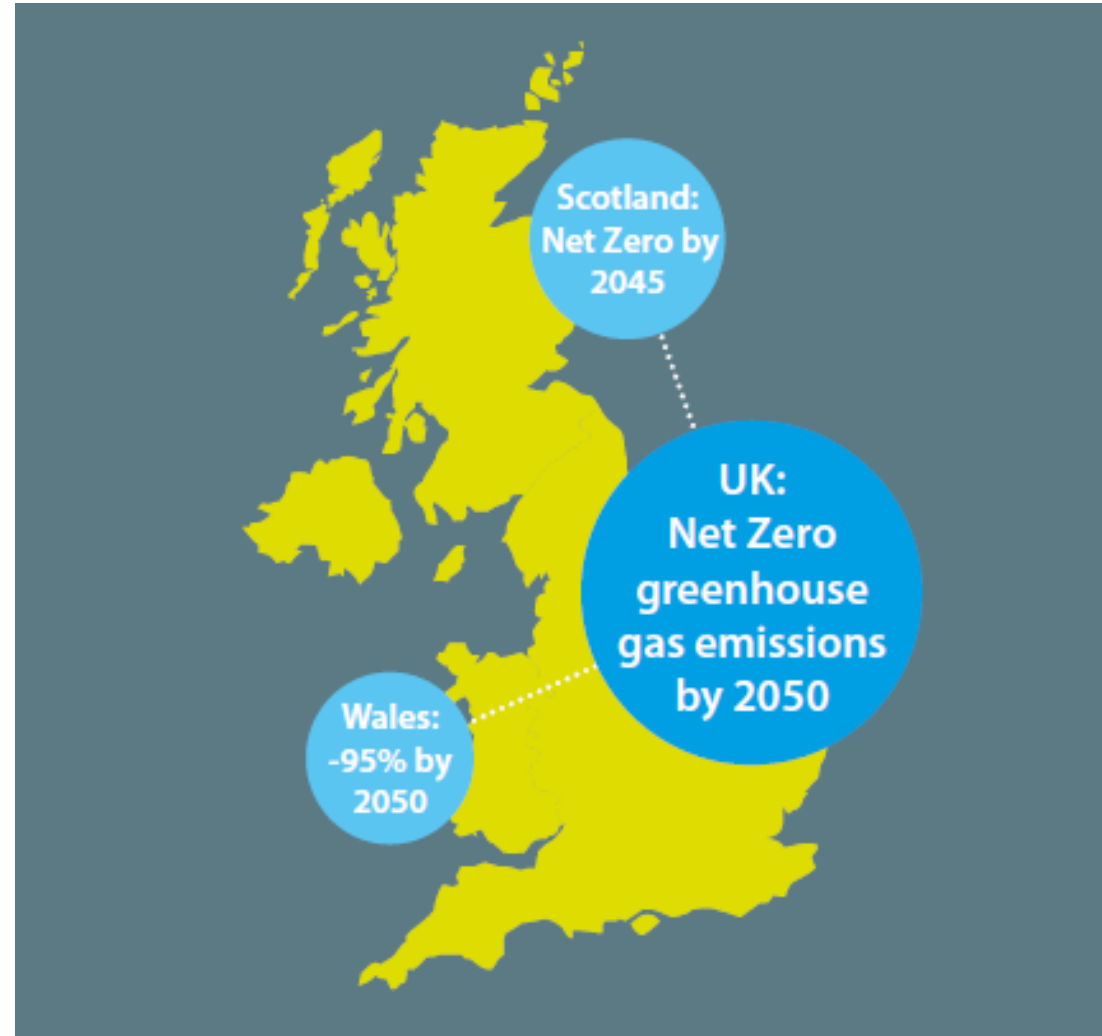 Scotland:
Net Zero by
2045
UK:
Net Zero
greenhouse
gas emissions
by 2050
Wales:
-95% by
2050